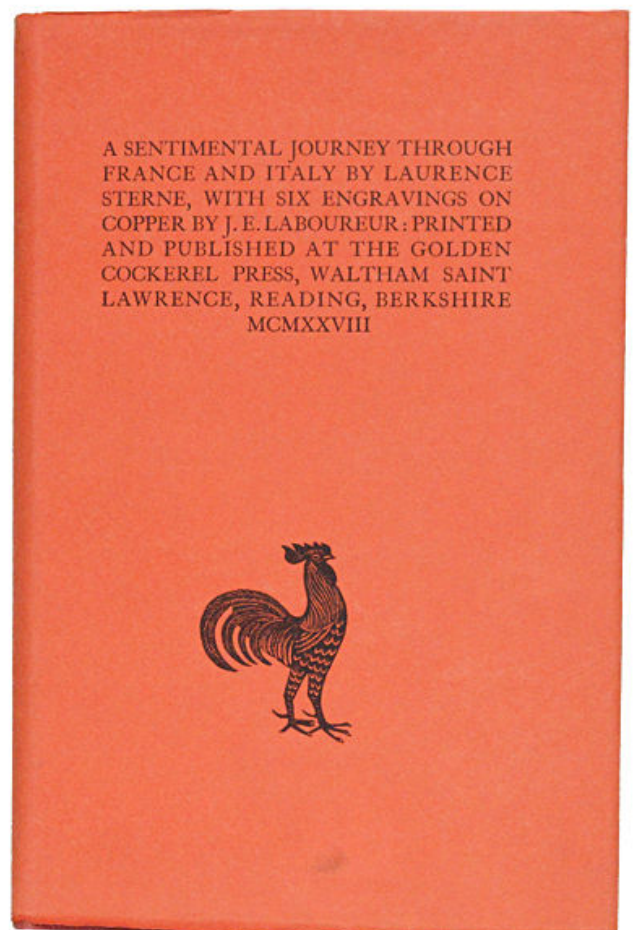 A SENTIMENTAL JOURNEY THROUGH
FRANCE AND ITALY BY LAURENCE
STERNE, WITH SIX ENGRAVINGS ON
COPPER BY J. E. LABOUREUR: PRINTED
AND PUBLISHED AT THE GOLDEN
COCKEREL PRESS, WALTHAM SAINT
LAWRENCE, READING, BERKSHIRE
MCMXXVIII